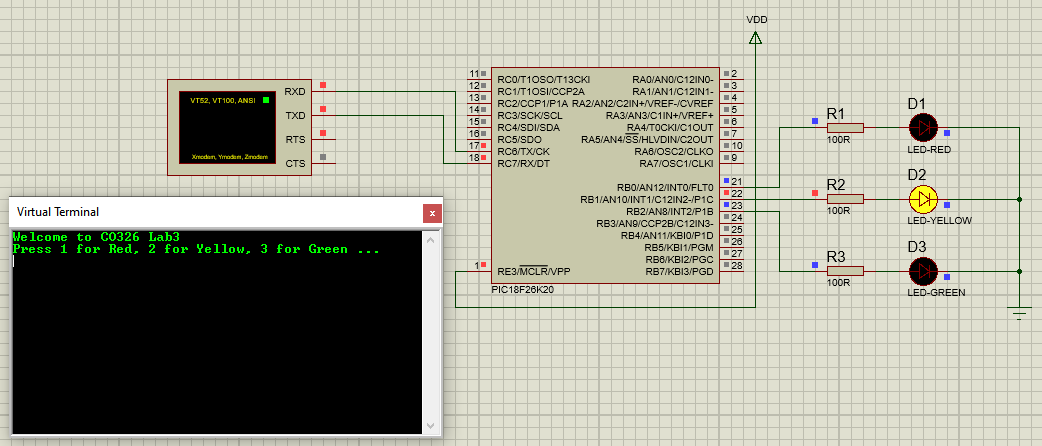 VDD
VT52, VT100, ANSI
Xmodem, Ymodem, Zmodem
RXD
TXD
RTS
CTS
11 RC0/T1OSO/T13CKI
12 RC1/T1OSI/CCP2A
13 RC2/CCP1/P1A
14 RC3/SCK/SCL
15 RC4/SDI/SDA
16 RC5/SDO
17 RC6/TX/CK
18 RC7/RX/DT
1 RE3/MCLR/VPP
RA0/AN0/C12IN0- 2
RA1/AN1/C12IN1- 3
RA2/AN2/C2IN+/VREF-/CVREF 4
RA3/AN3/C1IN+/VREF+ 5
RA4/T0CKI/C1OUT 6
RA5/AN4/SS/HLVDIN/C2OUT 7
RA6/OSC2/CLKO 10
RA7/OSC1/CLKI 9
RB0/AN12/INT0/FLT0 21
RB1/AN10/INT1/C12IN2-/P1C 22
RB2/AN8/INT2/P1B 23
RB3/AN9/CCP2B/C12IN3- 24
RB4/AN11/KBI0/P1D 25
RB5/KBI1/PGM 26
RB6/KBI2/PGC 27
RB7/KBI3/PGD 28
PIC18F26K20
R1
100R
D1
LED-RED
R2
100R
D2
LED-YELLOW
R3
100R
D3
LED-GREEN
Virtual Terminal
x
Welcome to CO326 Lab3
Press 1 for Red, 2 for Yellow, 3 for Green ...